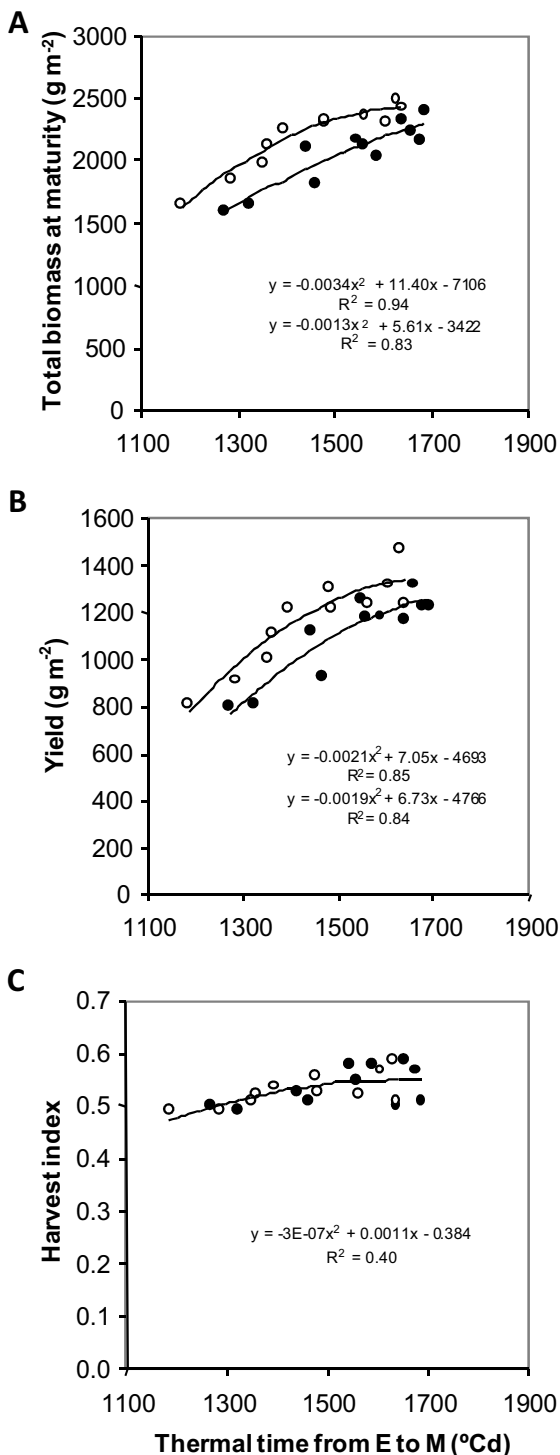 A
Total biomass at maturity (g m⁻²)
3000
2500
2000
1500
1000
500
0
y = -0.0034x² + 11.40x - 7106
R² = 0.94
y = -0.0013x² + 5.61x - 3422
R² = 0.83
1100 1300 1500 1700 1900
B
Yield (g m⁻²)
1600
1400
1200
1000
800
600
400
200
0
y = -0.0021x² + 7.05x - 4693
R² = 0.85
y = -0.0019x² + 6.73x - 4766
R² = 0.84
1100 1300 1500 1700 1900
C
Harvest index
0.7
0.6
0.5
0.4
0.3
0.2
0.1
0.0
y = -3E-07x² + 0.0011x - 0.384
R² = 0.40
1100 1300 1500 1700 1900
Thermal time from E to M (ºCd)